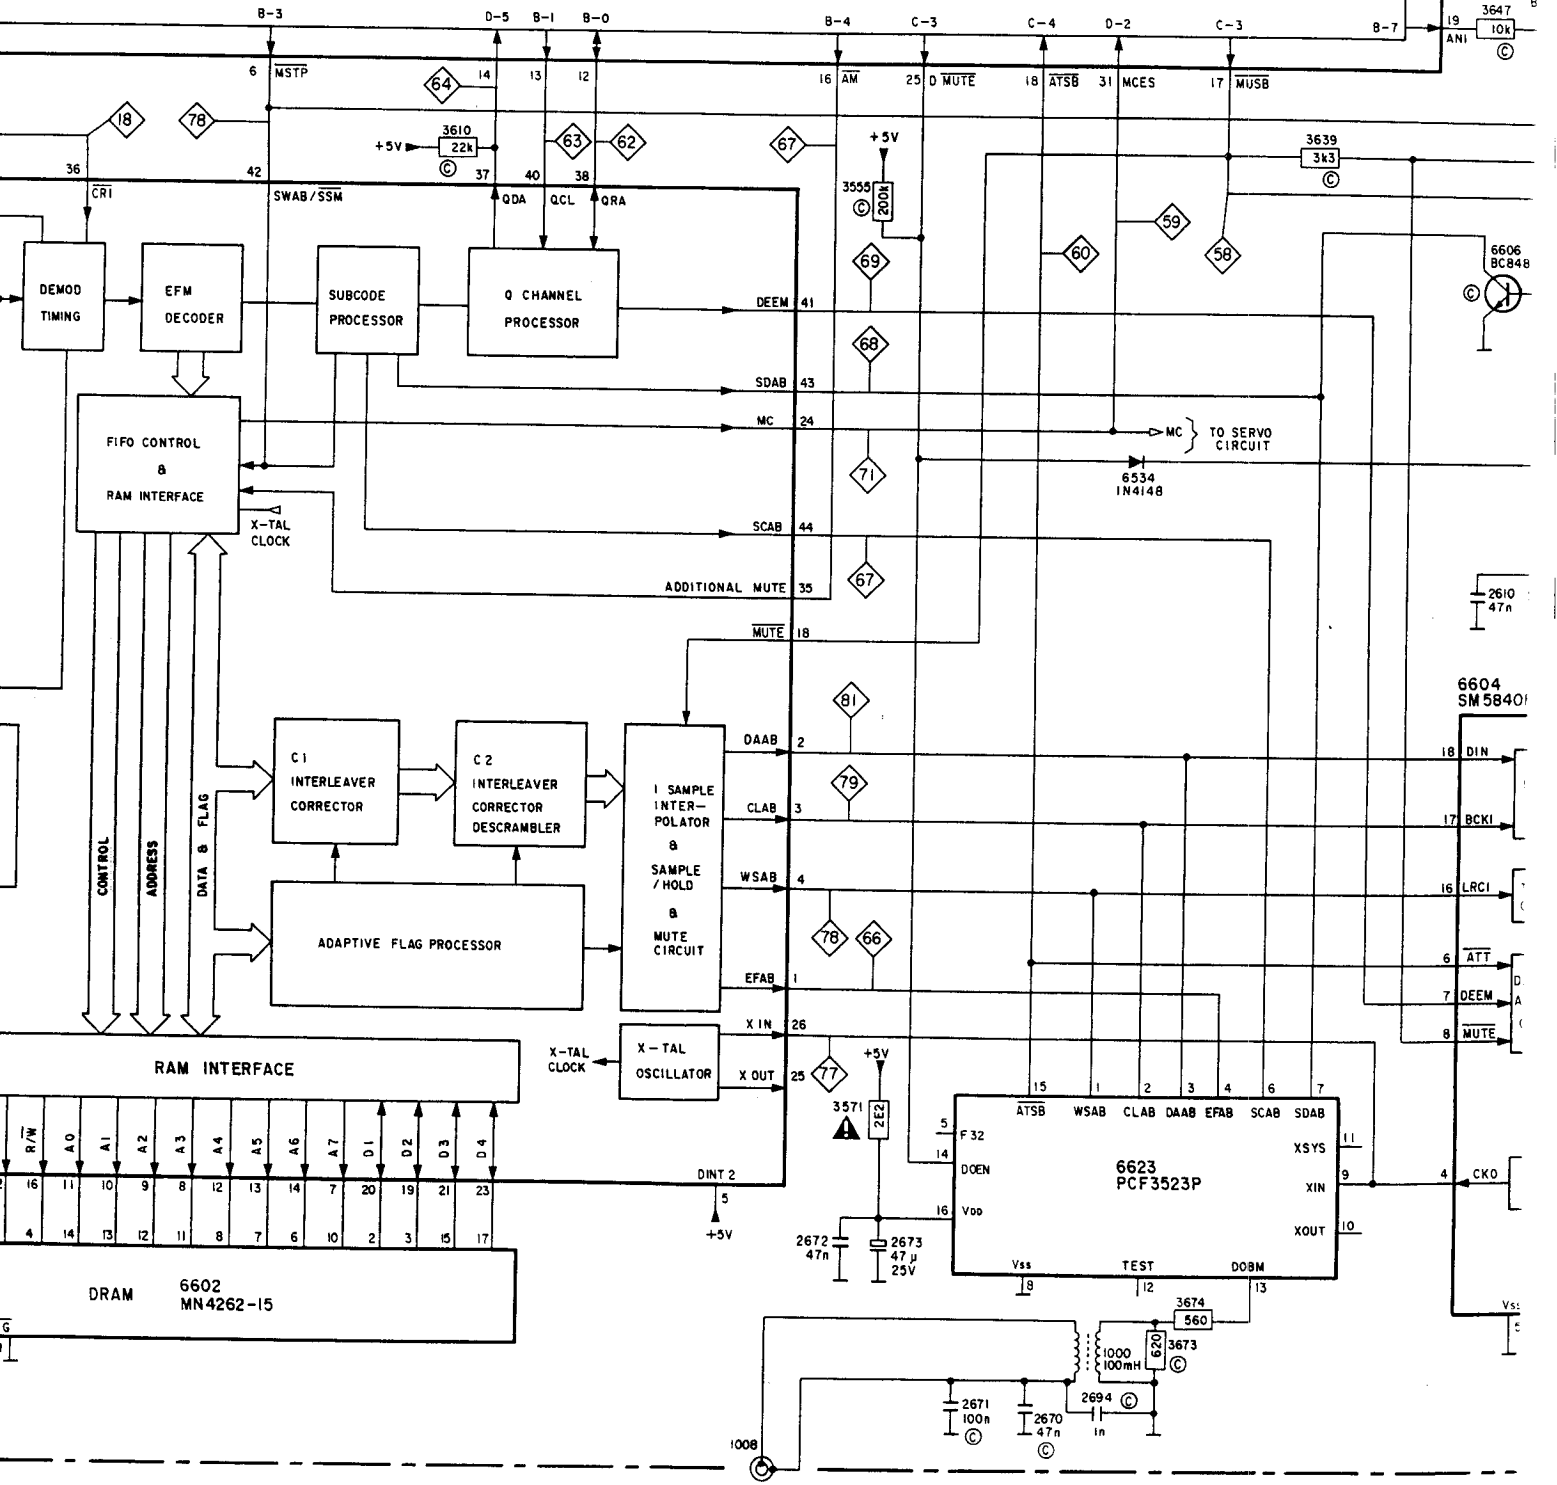 B-3
D-5
B-1
B-0
B-4
C-3
C-4
D-2
C-3
B-7
19
AN1
3647
10k
©
6
MSTP
14
13
12
16
AM
25
D MUTE
18
ATSB
31
MCES
17
MUSB
64
18
78
3610
+5V
22k
©
63
62
67
+5V
3555
200k
©
3639
3k3
©
36
CRI
42
SWAB/SSM
37
QDA
40
QCL
38
QRA
59
60
58
69
6606
BC848
©
DEMOD
TIMING
EFM
DECODER
SUBCODE
PROCESSOR
Q CHANNEL
PROCESSOR
DEEM
41
68
SDAB
43
MC
24
MC
TO SERVO
CIRCUIT
FIFO CONTROL
&
RAM INTERFACE
X-TAL
CLOCK
71
6534
1N4148
SCAB
44
67
ADDITIONAL MUTE
35
MUTE
18
2610
47n
6604
SM5840
81
DAAB
2
79
CLAB
3
C1
INTERLEAVER
CORRECTOR
C2
INTERLEAVER
CORRECTOR
DESCRAMBLER
1 SAMPLE
INTER-
POLATOR
&
SAMPLE
/HOLD
&
MUTE
CIRCUIT
18
DIN
17
BCKI
16
LRCI
6
ATT
7
DEEM
8
MUTE
CONTROL
ADDRESS
DATA & FLAG
WSAB
4
78
66
ADAPTIVE FLAG PROCESSOR
EFAB
1
X IN
26
X-TAL
CLOCK
X-TAL
OSCILLATOR
X OUT
25
77
+5V
3571
2E2
RAM INTERFACE
R/W
A0
A1
A2
A3
A4
A5
A6
A7
D1
D2
D3
D4
16
11
10
9
8
12
13
14
7
20
19
21
23
4
14
13
12
11
8
7
6
10
2
3
15
17
DINT 2
5
+5V
15
1
2
3
4
6
7
ATSB
WSAB
CLAB
DAAB
EFAB
SCAB
SDAB
5
F32
14
DOEN
16
VDD
6623
PCF3523P
XSYS
11
XIN
9
XOUT
10
4
CKO
Vss
8
TEST
12
DOBM
13
2672
47n
2673
47µ
25V
DRAM
6602
MN4262-15
G
3674
560
620
3673
©
1000
100mH
2671
100n
©
2670
47n
©
2694
©
1n
1008
Vss
5